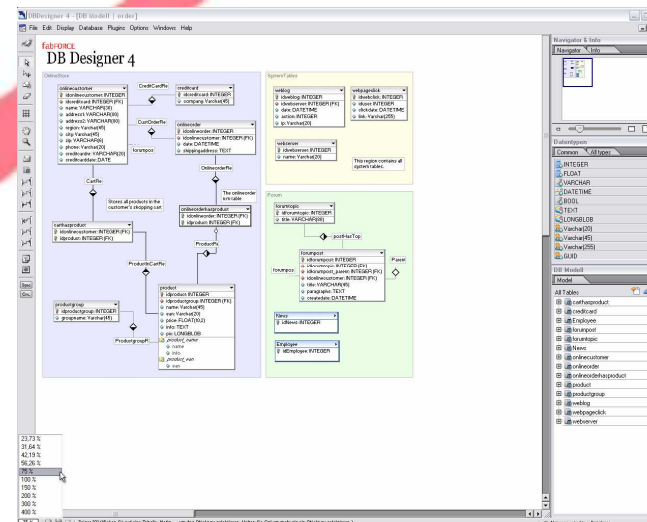 DBDesigner 4 - [DB Modell | order]
File Edit Display Database Plugins Options Windows Help
fabFORCE
DB Designer 4
OnlineStore
onlinecustomer
idonlinecustomer: INTEGER
idcreditcard: INTEGER (FK)
name: VARCHAR(30)
address1: VARCHAR(80)
address2: VARCHAR(80)
region: Varchar(45)
city: Varchar(45)
zip: VARCHAR(6)
phone: Varchar(20)
creditcardnr: VARCHAR(20)
creditcarddate: DATE
CreditCardRe
creditcard
idcreditcard: INTEGER
company: Varchar(45)
CustOrderRe
forumpos
onlineorder
idonlineorder: INTEGER
idonlinecustomer: INTEGER (FK)
date: DATETIME
shippingaddress: TEXT
CartRe
OnlineorderRe
Stores all products in the
customer's shopping cart
The onlineorder
n:m table
carthasproduct
idonlinecustomer: INTEGER (FK)
idproduct: INTEGER (FK)
onlineorderhasproduct
idonlineorder: INTEGER (FK)
idproduct: INTEGER (FK)
ProductRe
ProductInCartRe
product
idproduct: INTEGER
idproductgroup: INTEGER (FK)
name: Varchar(45)
ean: Varchar(20)
price: FLOAT(10,2)
info: TEXT
pix: LONGBLOB
product_name
name
info
product_ean
ean
productgroup
idproductgroup: INTEGER
groupname: Varchar(45)
ProductgroupR
SystemTables
weblog
idweblog: INTEGER
idwebserver: INTEGER (FK)
date: DATETIME
action: INTEGER
ip: Varchar(20)
webpageclick
idwebclick: INTEGER
iduser: INTEGER
clickdate: DATETIME
link: Varchar(255)
webserver
idwebserver: INTEGER
name: Varchar(20)
This region contains all
system tables.
Forum
forumtopic
idforumtopic: INTEGER
title: VARCHAR(80)
postHasTop
forumpost
idforumpost: INTEGER
idforumtopic: INTEGER (FK)
idforumpost_parent: INTEGER (FK)
idonlinecustomer: INTEGER (FK)
title: VARCHAR(45)
paragraphs: TEXT
createdate: DATETIME
forumpos
Parent
News
idNews: INTEGER
Employee
idEmployee: INTEGER
Navigator & Info
Navigator Info
Datentypen
Common All types
INTEGER
FLOAT
VARCHAR
DATETIME
BOOL
TEXT
LONGBLOB
Varchar(20)
Varchar(45)
Varchar(255)
GUID
DB Modell
Model
All Tables
carthasproduct
creditcard
Employee
forumpost
forumtopic
News
onlinecustomer
onlineorder
onlineorderhasproduct
product
productgroup
weblog
webpageclick
webserver
23,73 %
31,64 %
42,19 %
56,26 %
75 %
100 %
150 %
200 %
300 %
400 %